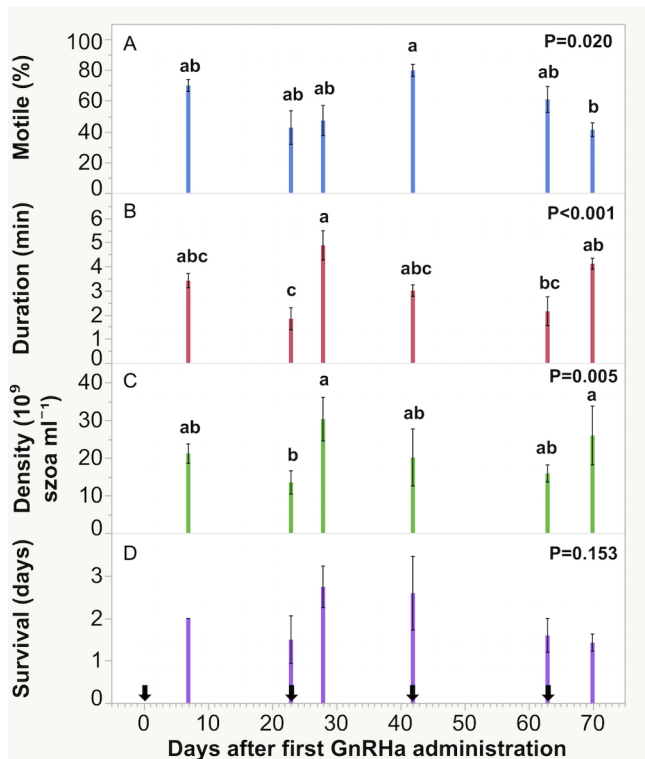 A
P=0.020
Motile (%)
100
80
60
40
20
0
ab
ab
ab
a
ab
b
B
P<0.001
Duration (min)
6
5
4
3
2
1
0
abc
c
a
abc
bc
ab
C
P=0.005
Density (10⁹
szoa ml⁻¹)
40
30
20
10
0
ab
b
a
ab
ab
a
D
P=0.153
Survival (days)
3
2
1
0
0 10 20 30 40 50 60 70
Days after first GnRHa administration